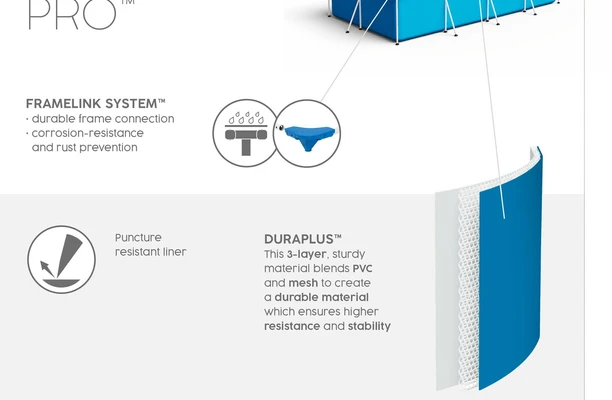 PRO™
FRAMELINK SYSTEM™
• durable frame connection
• corrosion-resistance
and rust prevention
Puncture
resistant liner
DURAPLUS™
This 3-layer, sturdy
material blends PVC
and mesh to create
a durable material
which ensures higher
resistance and stability